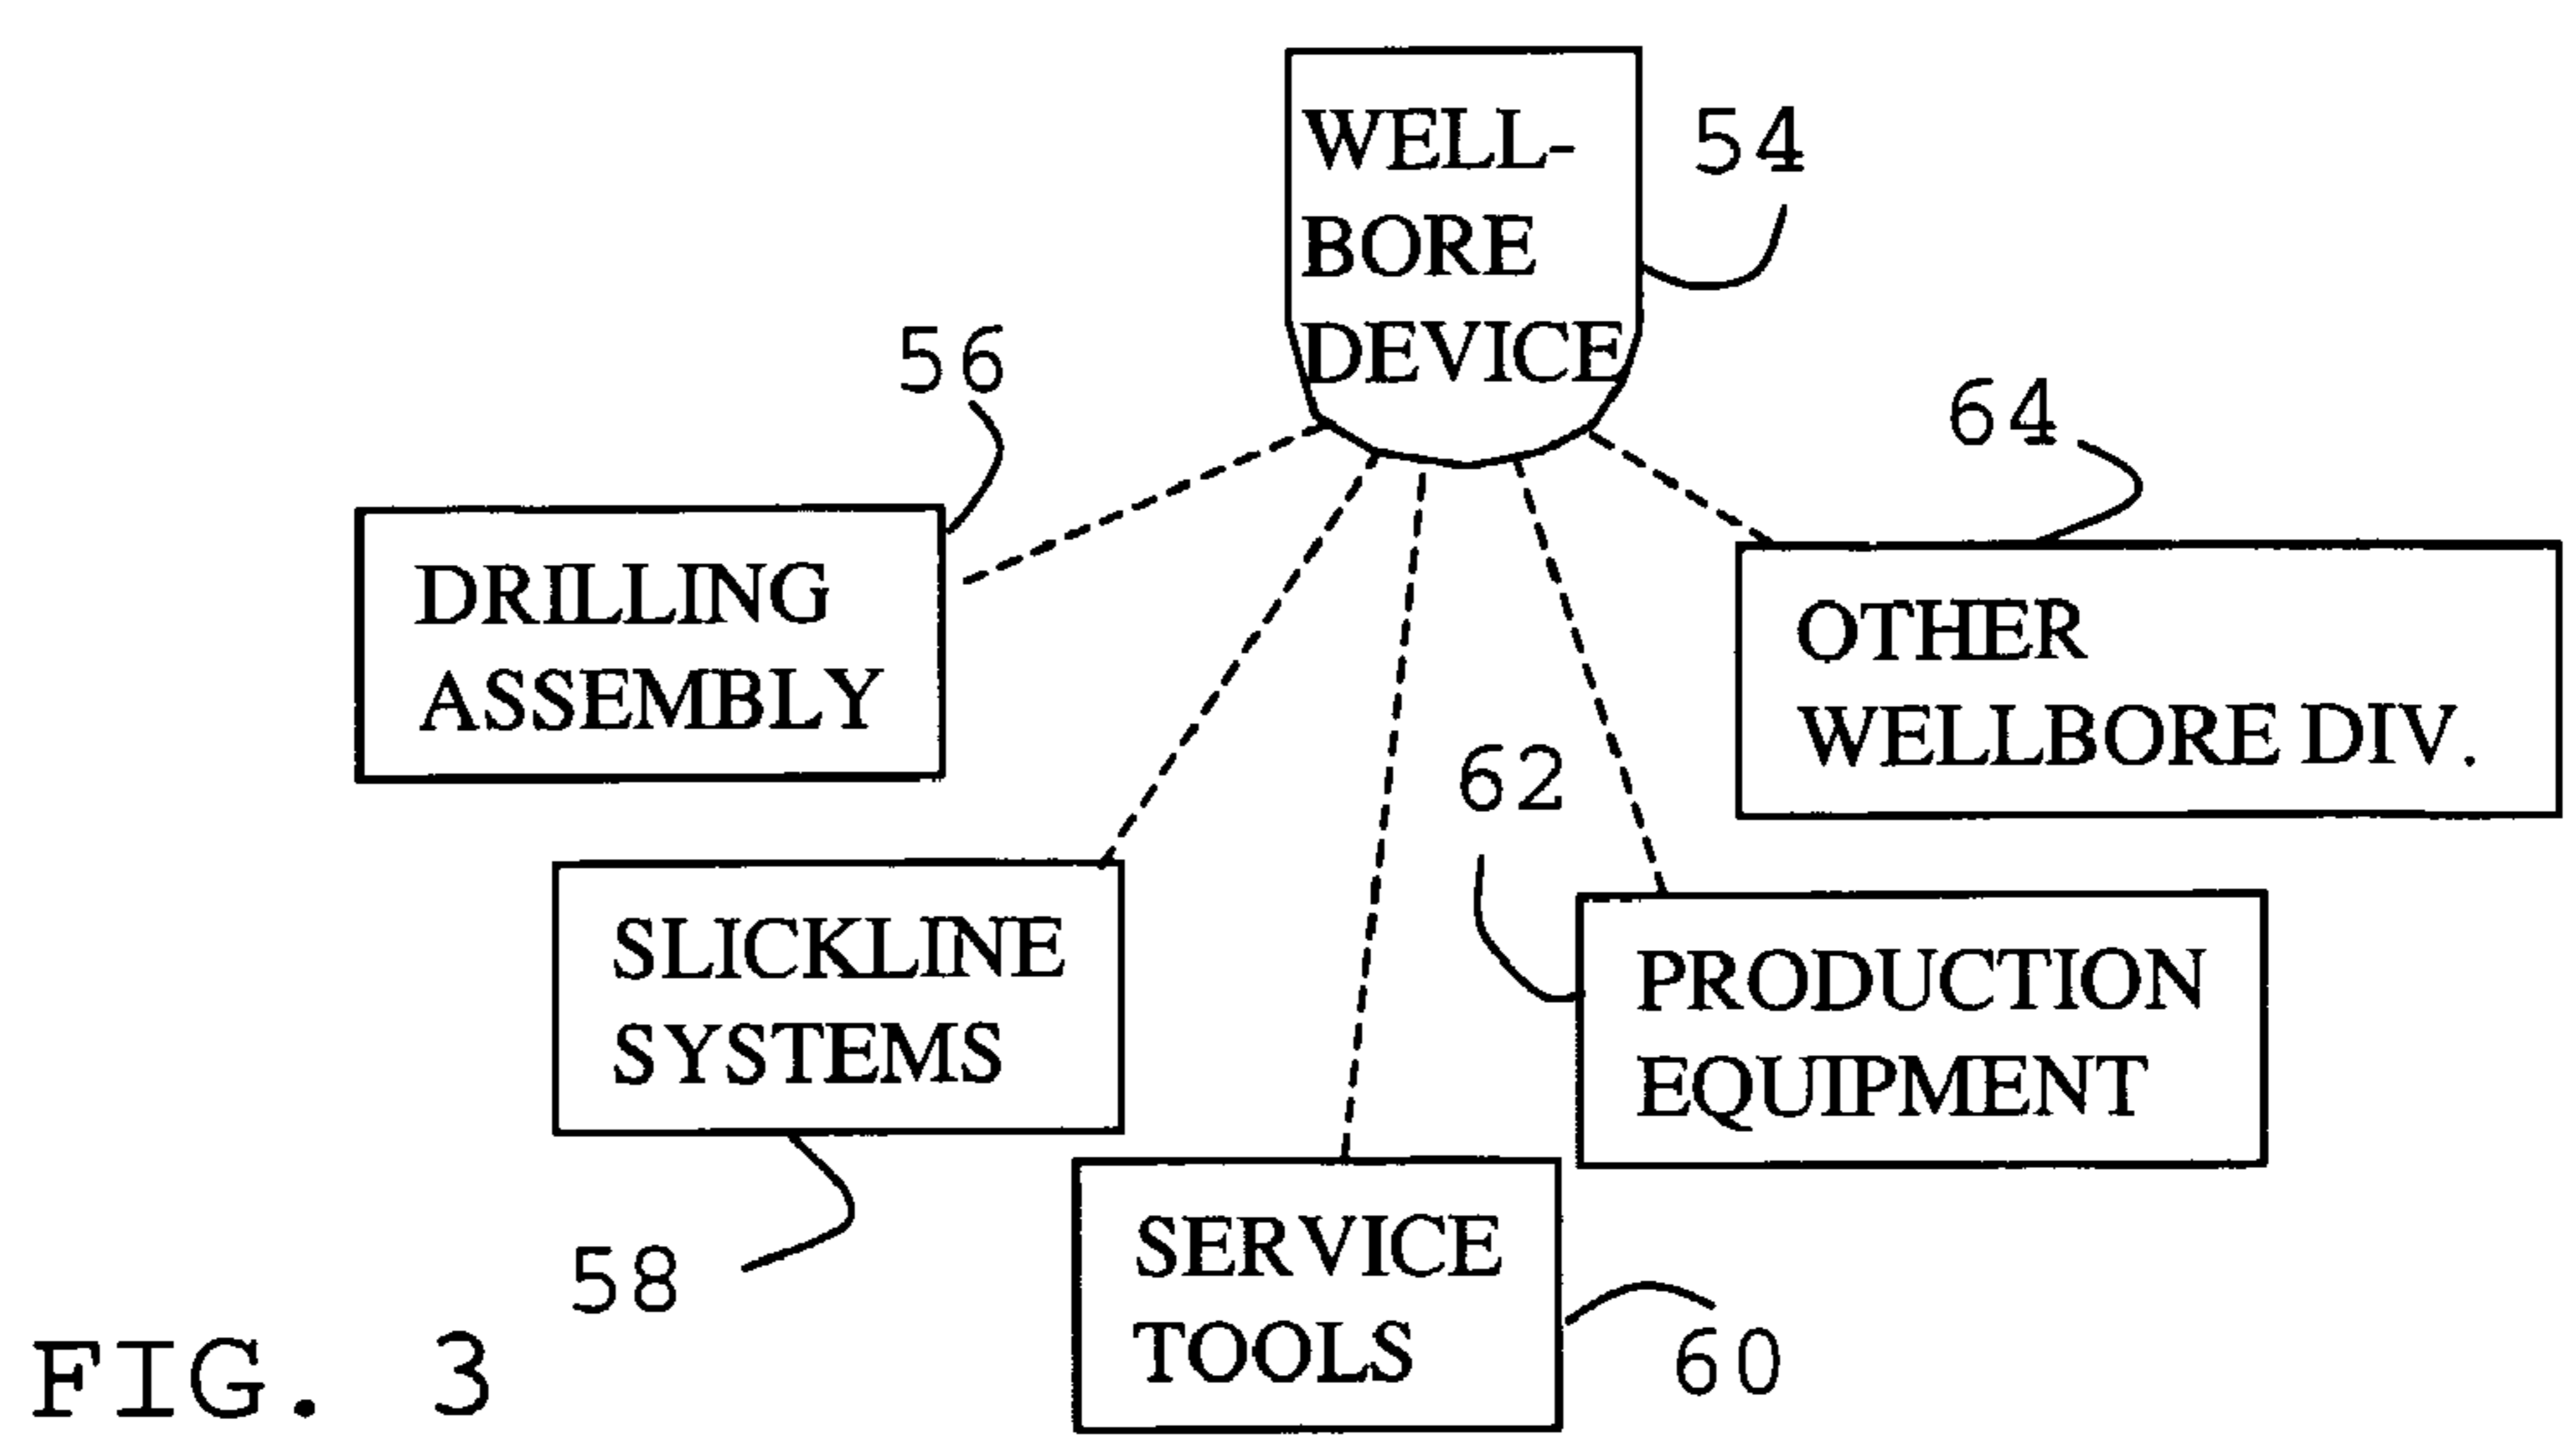 WELL-
BORE
DEVICE
54
56
DRILLING
ASSEMBLY
64
OTHER
WELLBORE DIV.
62
SLICKLINE
SYSTEMS
58
PRODUCTION
EQUIPMENT
SERVICE
TOOLS
60
FIG. 3